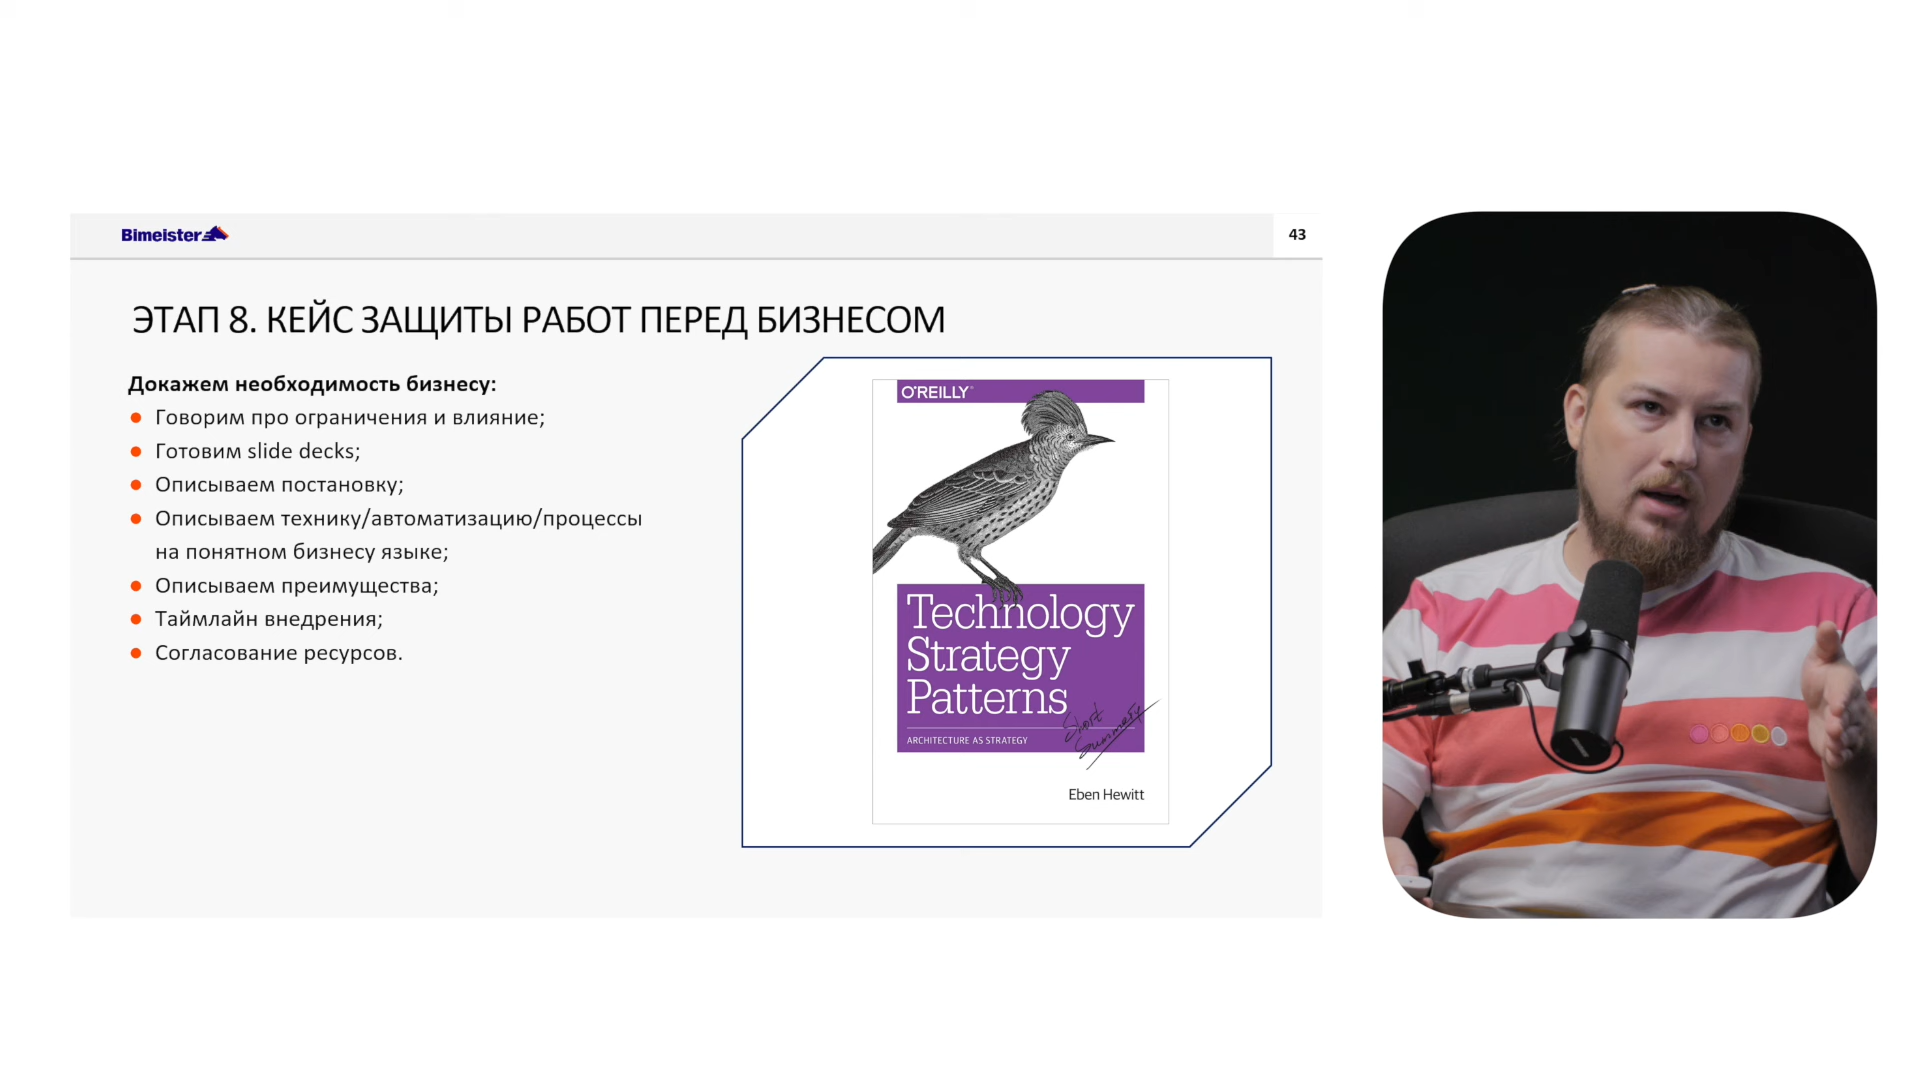 Bimeister
43
ЭТАП 8. КЕЙС ЗАЩИТЫ РАБОТ ПЕРЕД БИЗНЕСОМ
Докажем необходимость бизнесу:
Говорим про ограничения и влияние;
Готовим slide decks;
Описываем постановку;
Описываем технику/автоматизацию/процессы
на понятном бизнесу языке;
Описываем преимущества;
Таймлайн внедрения;
Согласование ресурсов.
O'REILLY®
Technology
Strategy
Patterns
Short
Summary
ARCHITECTURE AS STRATEGY
Eben Hewitt